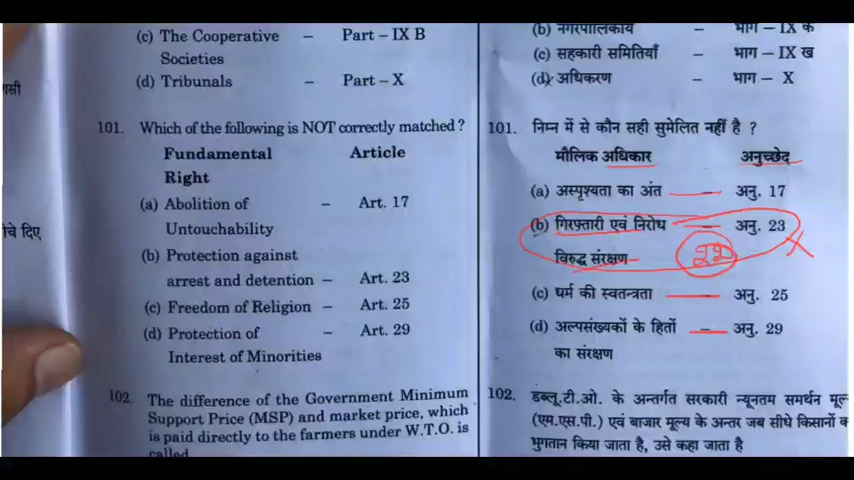 (c) The Cooperative – Part – IX B
Societies
(d) Tribunals – Part – X
101. Which of the following is NOT correctly matched ?
Fundamental Article
Right
(a) Abolition of – Art. 17
Untouchability
(b) Protection against
arrest and detention – Art. 23
(c) Freedom of Religion – Art. 25
(d) Protection of – Art. 29
Interest of Minorities
102. The difference of the Government Minimum
Support Price (MSP) and market price, which
is paid directly to the farmers under W.T.O. is
called
(b) नगरपालिकायें – भाग – IX क
(c) सहकारी समितियाँ – भाग – IX ख
(d) अधिकरण – भाग – X
101. निम्न में से कौन सही सुमेलित नहीं है ?
मौलिक अधिकार अनुच्छेद
(a) अस्पृश्यता का अंत – अनु. 17
(b) गिरफ़्तारी एवं निरोध – अनु. 23
विरुद्ध संरक्षण 22
(c) धर्म की स्वतन्त्रता – अनु. 25
(d) अल्पसंख्यकों के हितों – अनु. 29
का संरक्षण
102. डब्लू.टी.ओ. के अन्तर्गत सरकारी न्यूनतम समर्थन
(एम.एस.पी.) एवं बाजार मूल्य के अन्तर जब सीधे किसानों
भुगतान किया जाता है, उसे कहा जाता है
चे दिए